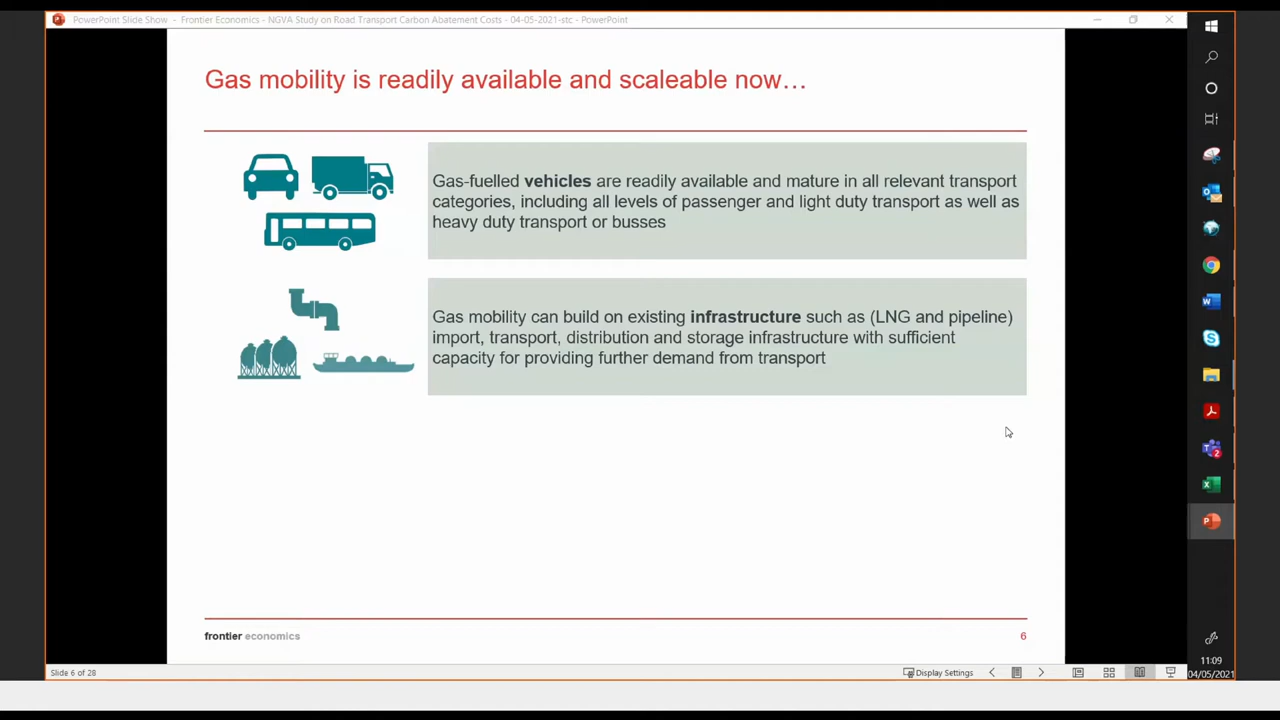 PowerPoint Slide Show - Frontier Economics - NGVA Study on Road Transport Carbon Abatement Costs - 04-05-2021-stc - PowerPoint
Gas mobility is readily available and scaleable now…
Gas-fuelled vehicles are readily available and mature in all relevant transport
categories, including all levels of passenger and light duty transport as well as
heavy duty transport or busses
Gas mobility can build on existing infrastructure such as (LNG and pipeline)
import, transport, distribution and storage infrastructure with sufficient
capacity for providing further demand from transport
frontier economics
6
Slide 6 of 28
Display Settings
11:09
04/05/2021